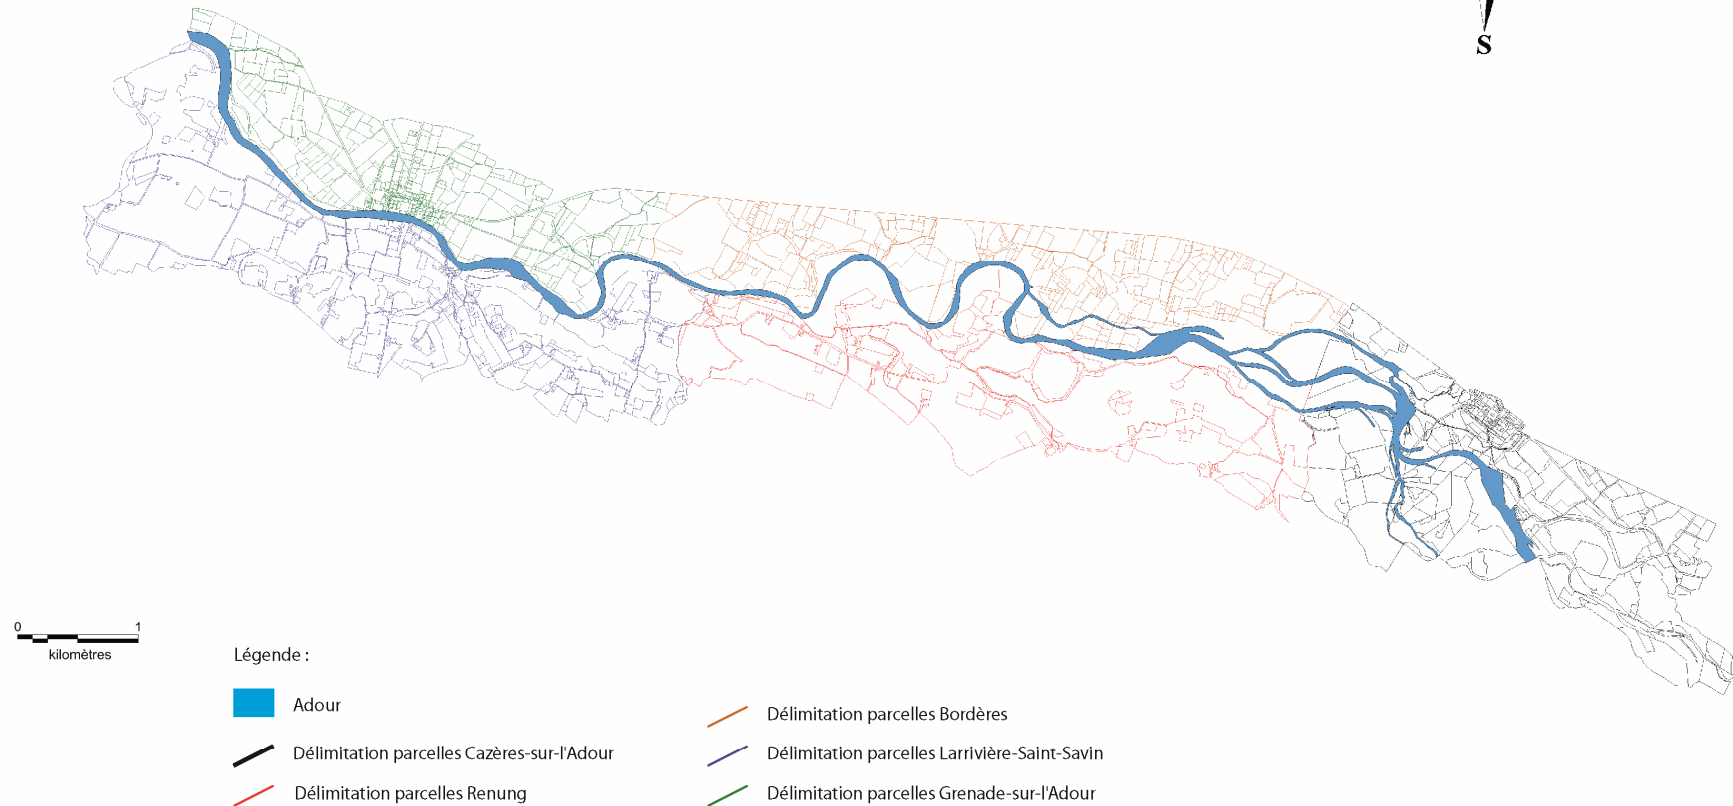 S
0 1
kilomètres
Légende :
Adour
Délimitation parcelles Cazères-sur-l'Adour
Délimitation parcelles Renung
Délimitation parcelles Bordères
Délimitation parcelles Larrivière-Saint-Savin
Délimitation parcelles Grenade-sur-l'Adour